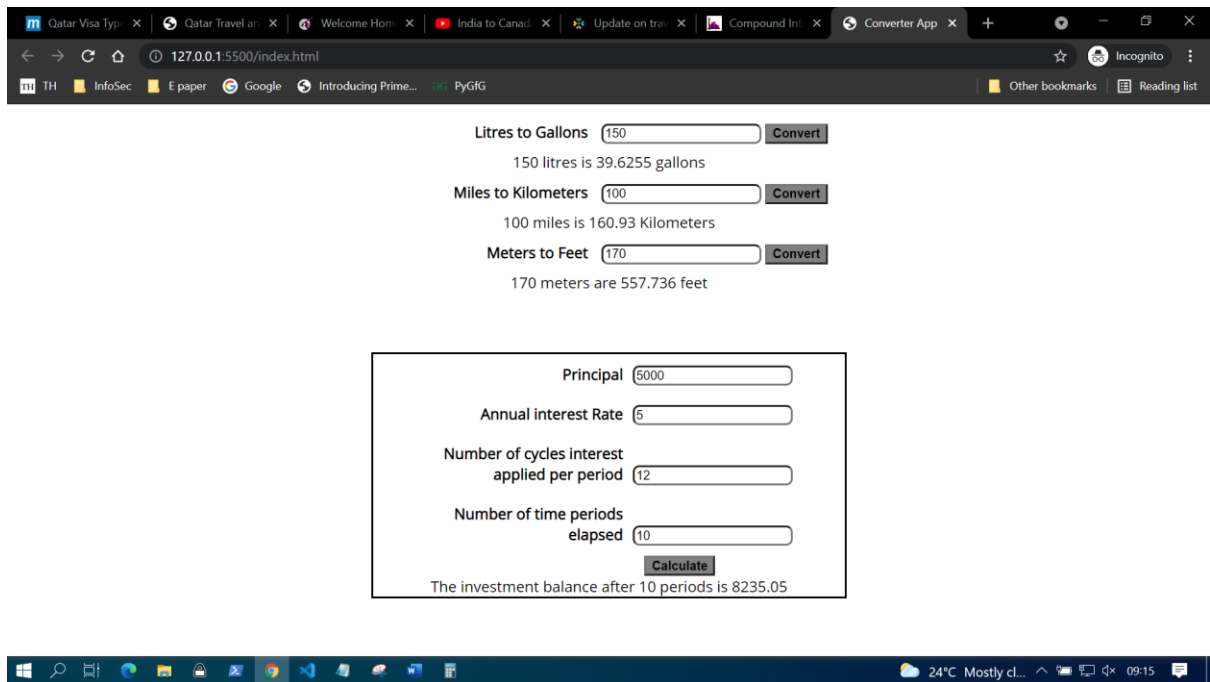 m Qatar Visa Type Qatar Travel an Welcome Hom India to Canad Update on trav Compound Int Converter App
127.0.0.1:5500/index.html Incognito
TH TH InfoSec E paper Google Introducing Prime... PyGfG Other bookmarks Reading list
Litres to Gallons 150 Convert
150 litres is 39.6255 gallons
Miles to Kilometers 100 Convert
100 miles is 160.93 Kilometers
Meters to Feet 170 Convert
170 meters are 557.736 feet
Principal 5000
Annual interest Rate 5
Number of cycles interest
applied per period 12
Number of time periods
elapsed 10
Calculate
The investment balance after 10 periods is 8235.05
24°C Mostly cl... 09:15